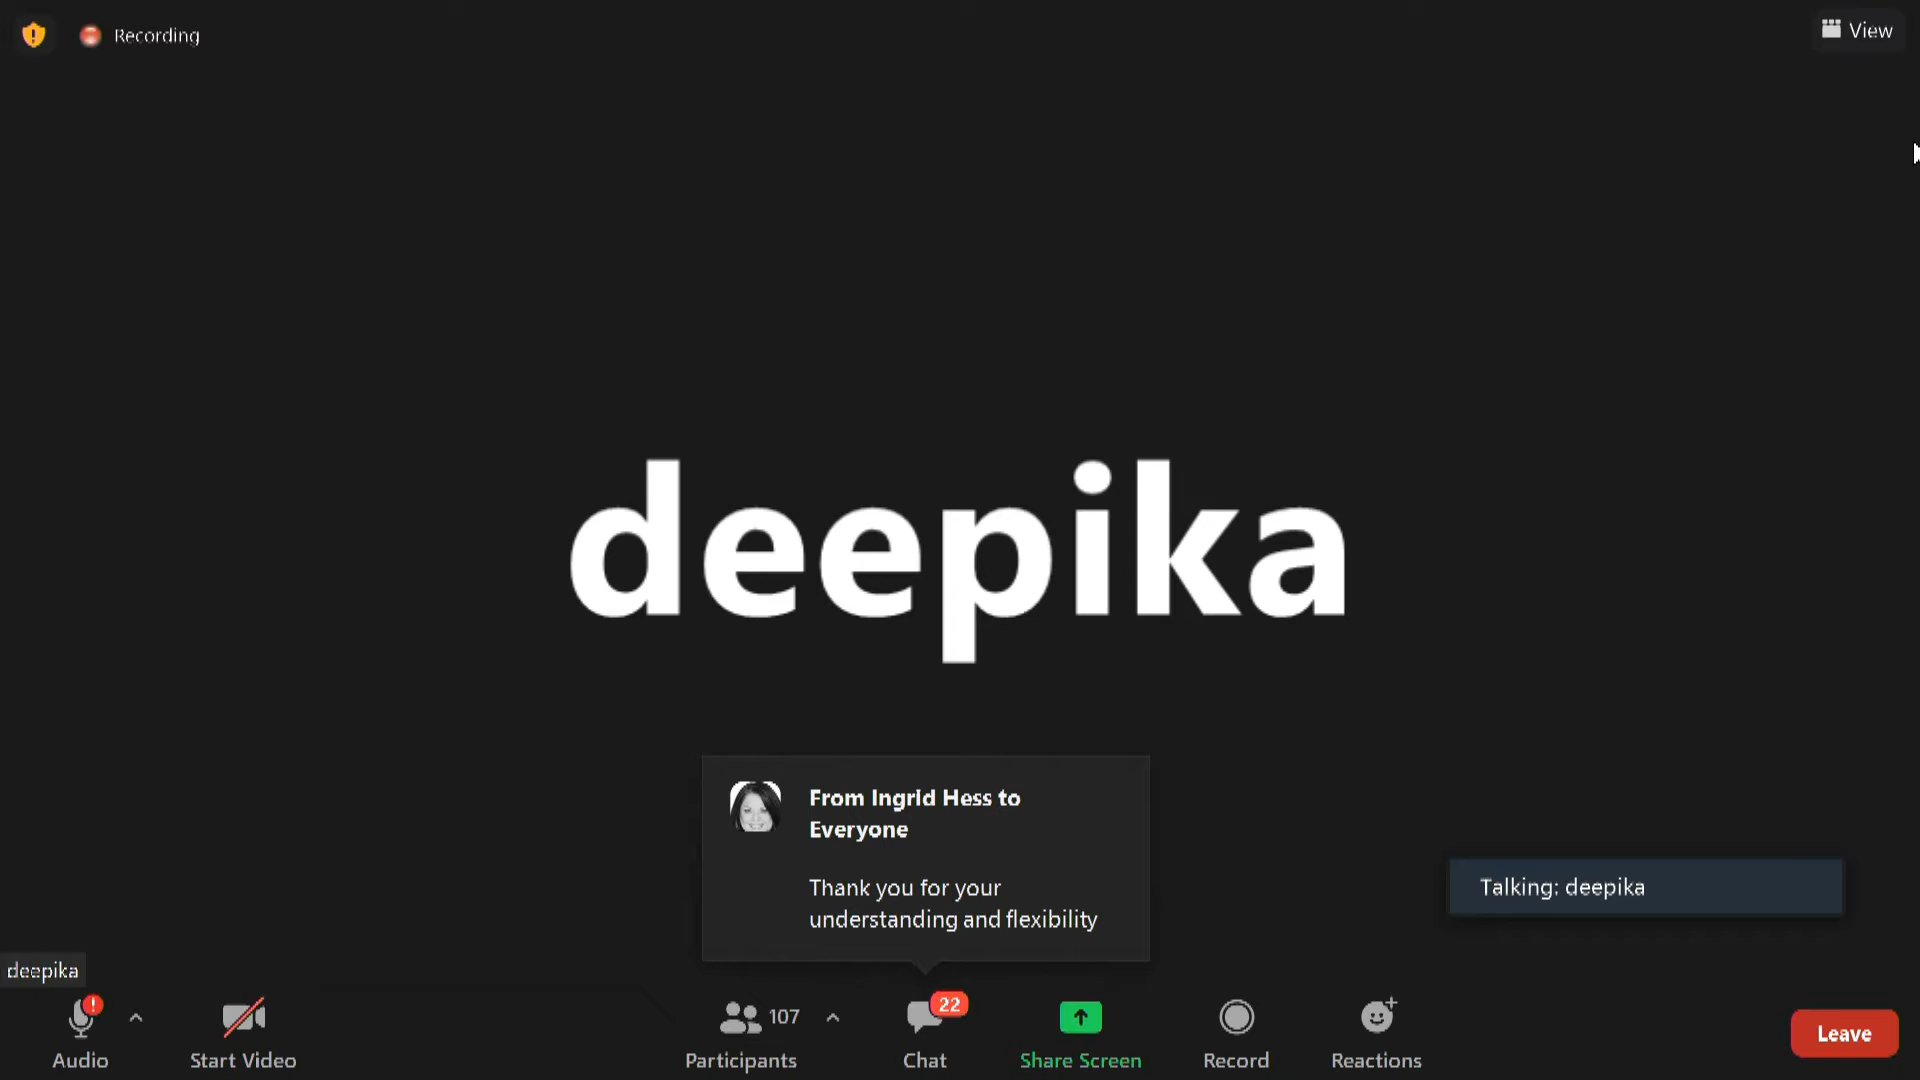 Recording
View
deepika
From Ingrid Hess to
Everyone
Thank you for your
understanding and flexibility
Talking: deepika
deepika
107
22
Audio
Start Video
Participants
Chat
Share Screen
Record
Reactions
Leave